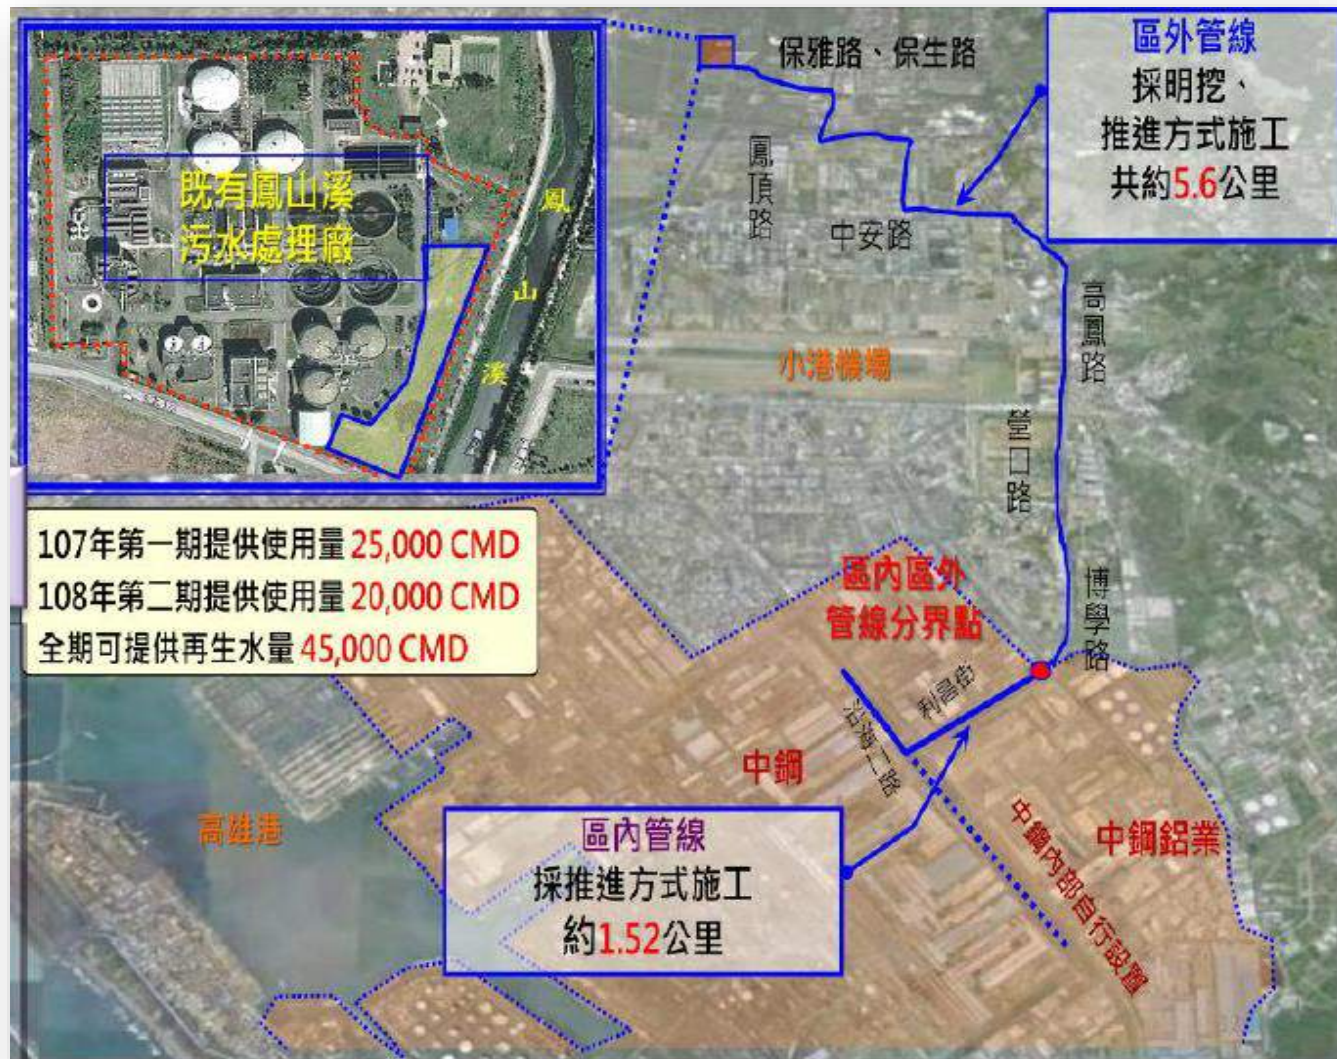 保雅路、保生路
區外管線
採明挖、
推進方式施工
共約5.6公里
既有鳳山溪
污水處理廠
鳳
山
溪
鳳頂路
中安路
高鳳路
小港機場
營口路
107年第一期提供使用量 25,000 CMD
108年第二期提供使用量 20,000 CMD
全期可提供再生水量 45,000 CMD
區內區外
管線分界點
博學路
利昌街
沿海二路
中鋼
高雄港
區內管線
採推進方式施工
約1.52公里
中鋼內部自行設置
中鋼鋁業